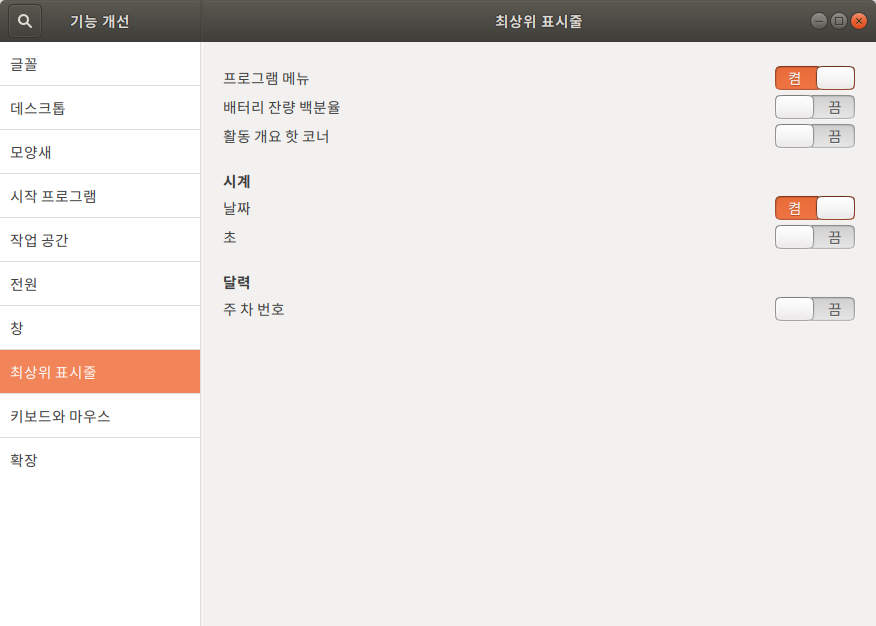 기능 개선
최상위 표시줄
글꼴
데스크톱
모양새
시작 프로그램
작업 공간
전원
창
최상위 표시줄
키보드와 마우스
확장
프로그램 메뉴 켬
배터리 잔량 백분율 끔
활동 개요 핫 코너 끔
시계
날짜 켬
초 끔
달력
주 차 번호 끔